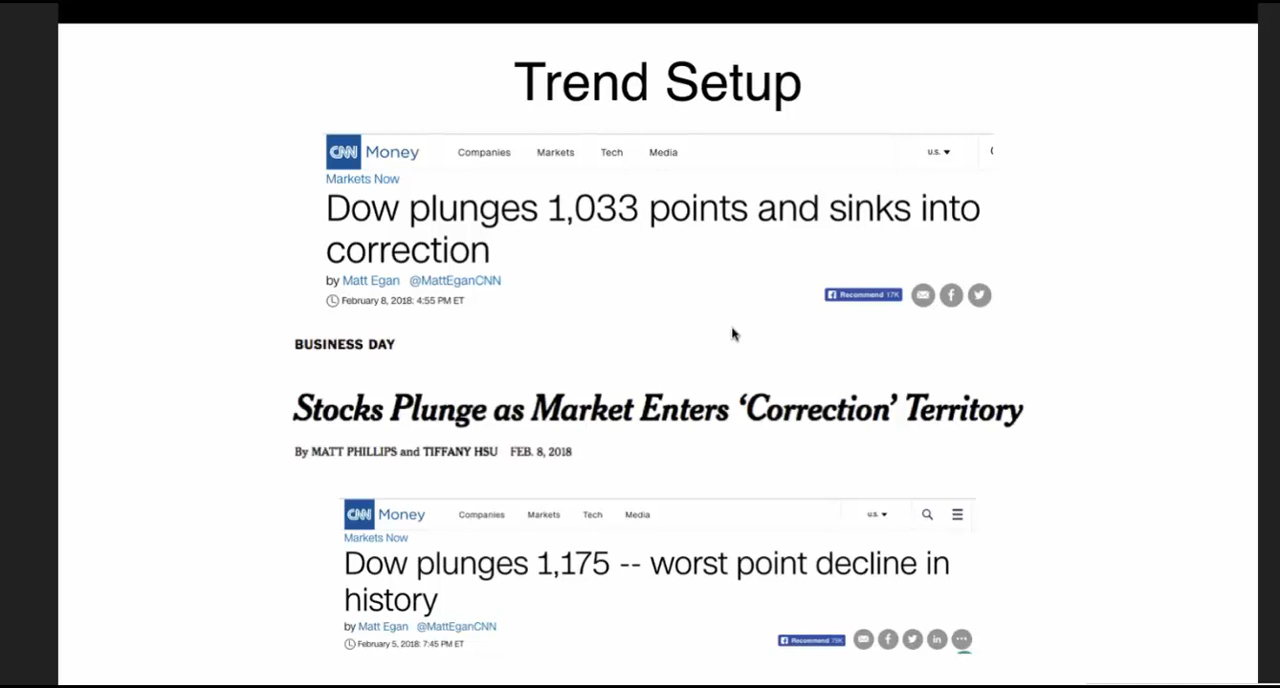 Trend Setup
CNN Money Companies Markets Tech Media U.S.
Markets Now
Dow plunges 1,033 points and sinks into
correction
by Matt Egan @MattEganCNN
February 8, 2018: 4:55 PM ET
Recommend 17K
BUSINESS DAY
Stocks Plunge as Market Enters ‘Correction’ Territory
By MATT PHILLIPS and TIFFANY HSU FEB. 8, 2018
CNN Money Companies Markets Tech Media U.S.
Markets Now
Dow plunges 1,175 -- worst point decline in
history
by Matt Egan @MattEganCNN
February 5, 2018: 7:45 PM ET
Recommend